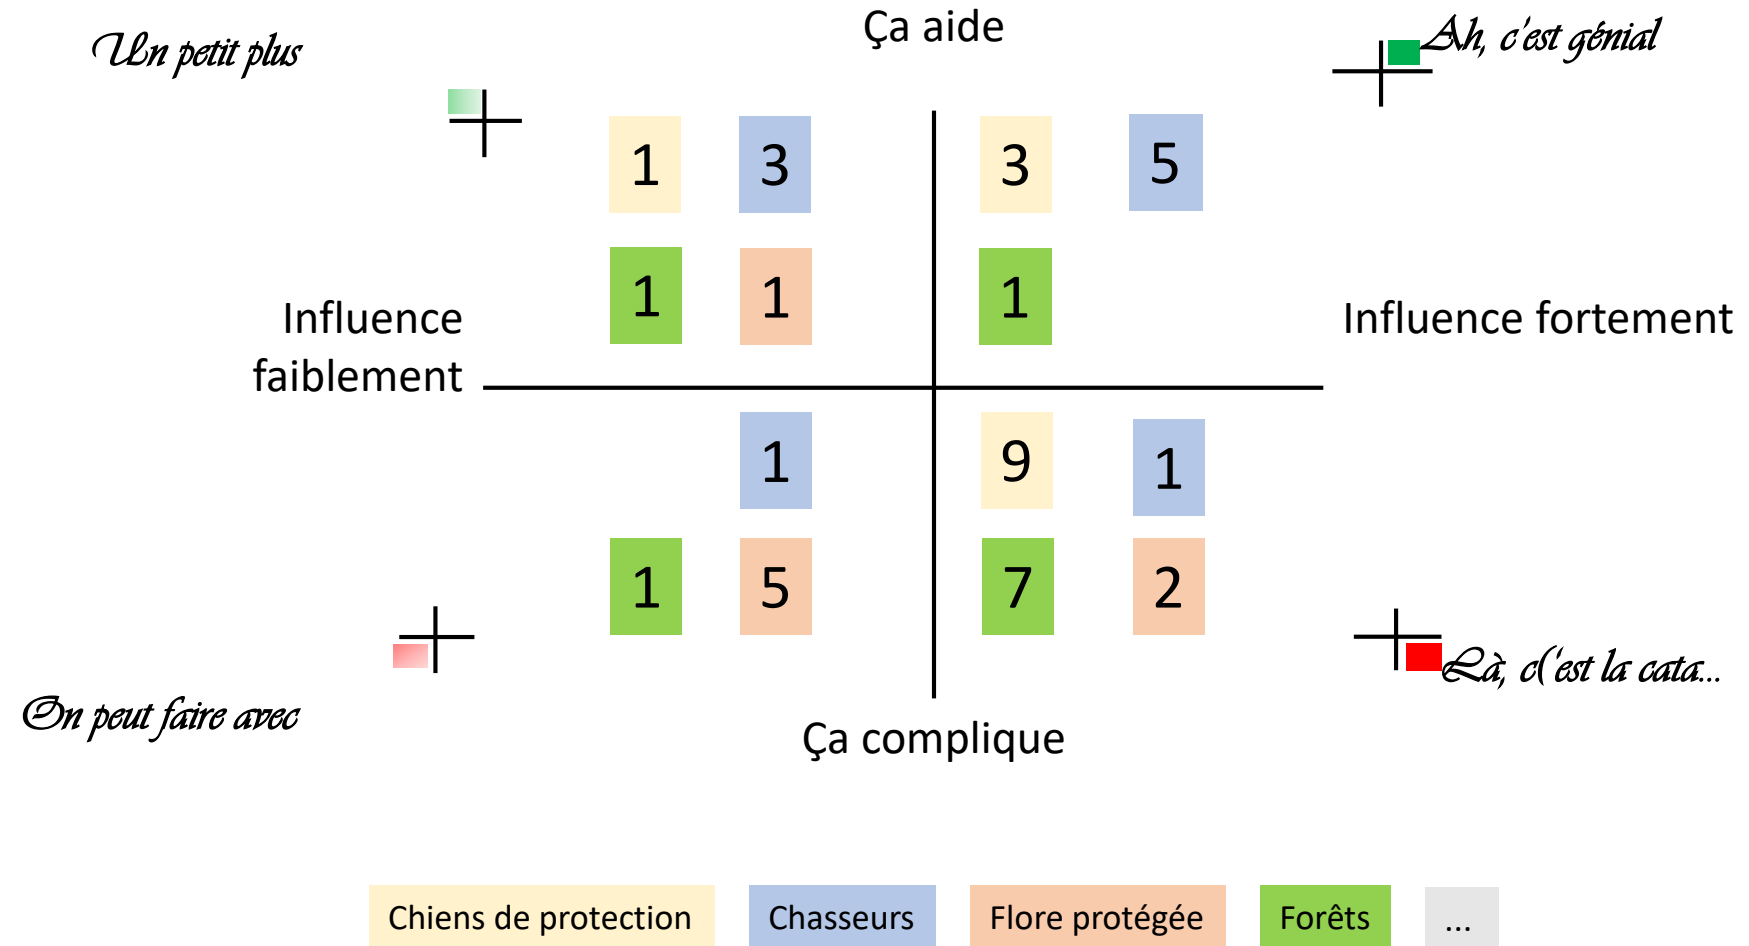 Ça aide
Un petit plus
Ah, c'est génial
1 3 3 5
1 1 1
Influence
faiblement
Influence fortement
1 9 1
1 5 7 2
On peut faire avec
Là, c('est la cata...
Ça complique
Chiens de protection
Chasseurs
Flore protégée
Forêts
...